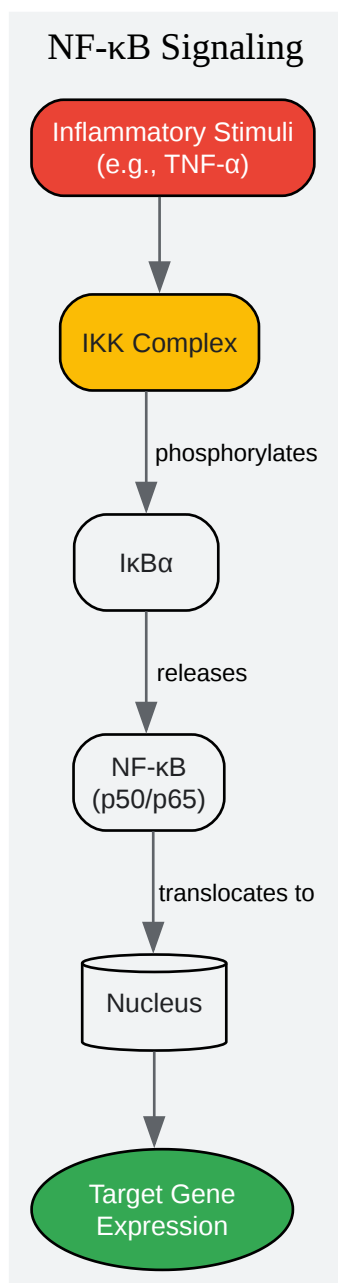 NF-κB Signaling
Inflammatory Stimuli
(e.g., TNF-α)
IKK Complex
phosphorylates
IκBα
releases
NF-κB
(p50/p65)
translocates to
Nucleus
Target Gene
Expression